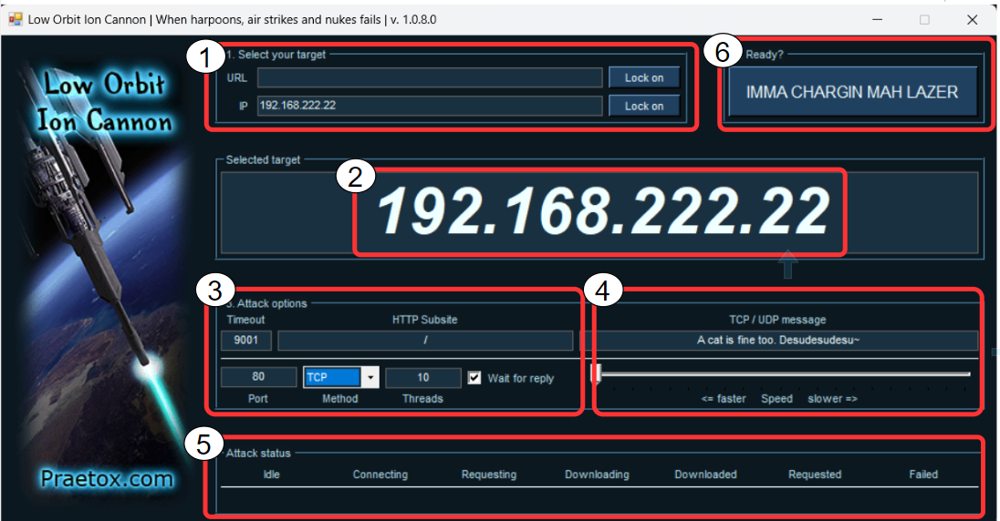 Low Orbit Ion Cannon | When harpoons, air strikes and nukes fails | v. 1.0.8.0
Low Orbit
Ion Cannon
Praetox.com
1
1. Select your target
URL
Lock on
IP
192.168.222.22
Lock on
6
Ready?
IMMA CHARGIN MAH LAZER
Selected target
2
192.168.222.22
3
3. Attack options
4
Timeout
HTTP Subsite
TCP / UDP message
9001
/
A cat is fine too. Desudesudesu~
80
TCP
10
Wait for reply
Port
Method
Threads
<= faster
Speed
slower =>
5
Attack status
Idle
Connecting
Requesting
Downloading
Downloaded
Requested
Failed